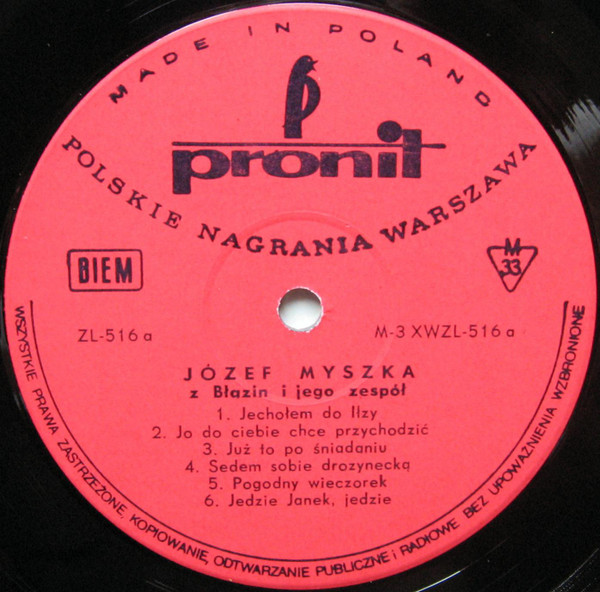 MADE IN POLAND
pronit
POLSKIE NAGRANIA WARSZAWA
BIEM
M
33
ZL-516 a
M-3 XWZL-516 a
JÓZEF MYSZKA
z Błazin i jego zespół
1. Jechołem do Ilzy
2. Jo do ciebie chce przychodzić
3. Już to po śniadaniu
4. Sedem sobie drozynecką
5. Pogodny wieczorek
6. Jedzie Janek, jedzie
WSZYSTKIE PRAWA ZASTRZEŻONE, KOPIOWANIE, ODTWARZANIE PUBLICZNE i RADIOWE BEZ UPOWAŻNIENIA WZBRONIONE